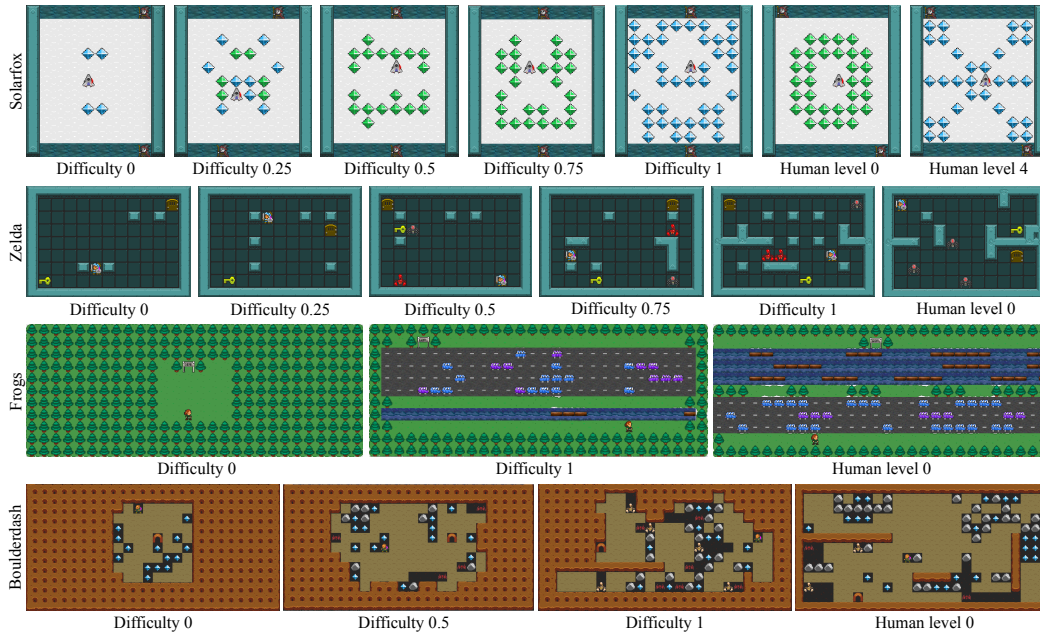 Solarfox
Difficulty 0
Difficulty 0.25
Difficulty 0.5
Difficulty 0.75
Difficulty 1
Human level 0
Human level 4
Zelda
Difficulty 0
Difficulty 0.25
Difficulty 0.5
Difficulty 0.75
Difficulty 1
Human level 0
Frogs
Difficulty 0
Difficulty 1
Human level 0
Boulderdash
Difficulty 0
Difficulty 0.5
Difficulty 1
Human level 0